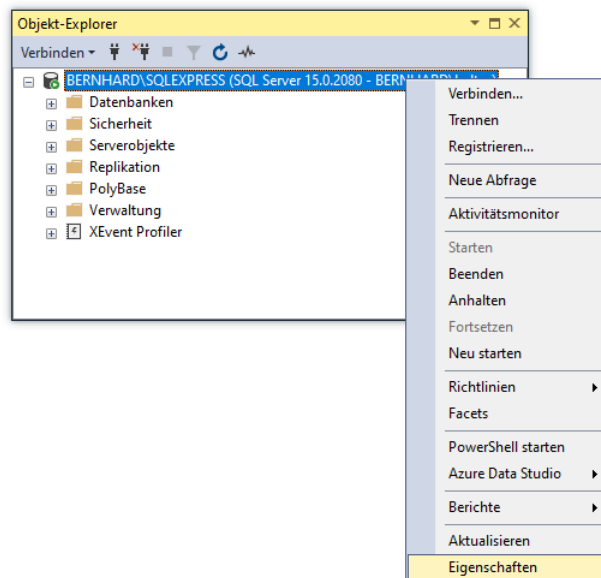 Objekt-Explorer
Verbinden
BERNHARD\SQLEXPRESS (SQL Server 15.0.2080 -
Datenbanken
Sicherheit
Serverobjekte
Replikation
PolyBase
Verwaltung
XEvent Profiler
Verbinden...
Trennen
Registrieren...
Neue Abfrage
Aktivitätsmonitor
Starten
Beenden
Anhalten
Fortsetzen
Neu starten
Richtlinien
Facets
PowerShell starten
Azure Data Studio
Berichte
Aktualisieren
Eigenschaften